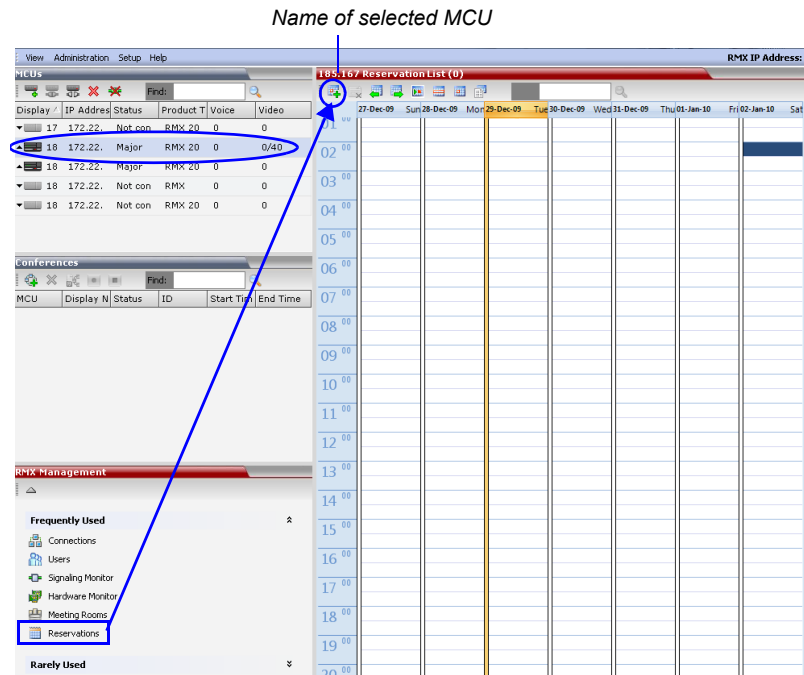 Name of selected MCU
View Administration Setup Help
RMX IP Address:
MCUs
Find:
Display IP Addres Status Product T Voice Video
17 172.22. Not con RMX 20 0 0
18 172.22. Major RMX 20 0 0/40
18 172.22. Major RMX 20 0 0
18 172.22. Not con RMX 0 0
18 172.22. Not con RMX 20 0 0
Conferences
Find:
MCU Display N Status ID Start Tim End Time
RMX Management
Frequently Used
Connections
Users
Signaling Monitor
Hardware Monitor
Meeting Rooms
Reservations
Rarely Used
185.167 Reservation List (0)
27-Dec-09 Sun 28-Dec-09 Mon 29-Dec-09 Tue 30-Dec-09 Wed 31-Dec-09 Thu 01-Jan-10 Fri 02-Jan-10 Sat
01 00
02 00
03 00
04 00
05 00
06 00
07 00
08 00
09 00
10 00
11 00
12 00
13 00
14 00
15 00
16 00
17 00
18 00
19 00
20 00